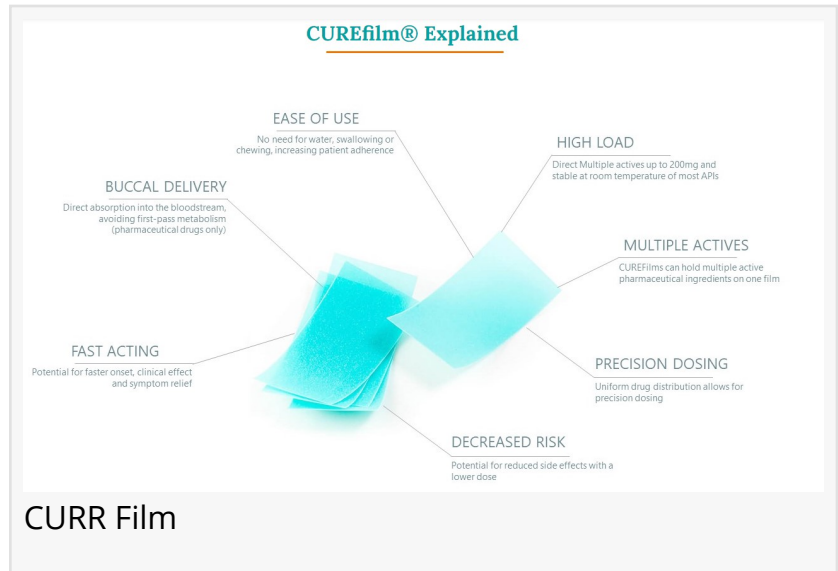 CUREfilm® Explained
EASE OF USE
No need for water, swallowing or
chewing, increasing patient adherence
HIGH LOAD
Direct Multiple actives up to 200mg and
stable at room temperature of most APIs
BUCCAL DELIVERY
Direct absorption into the bloodstream,
avoiding first-pass metabolism
(pharmaceutical drugs only)
MULTIPLE ACTIVES
CUREFilms can hold multiple active
pharmaceutical ingredients on one film
FAST ACTING
Potential for faster onset, clinical effect
and symptom relief
PRECISION DOSING
Uniform drug distribution allows for
precision dosing
DECREASED RISK
Potential for reduced side effects with a
lower dose
CURR Film